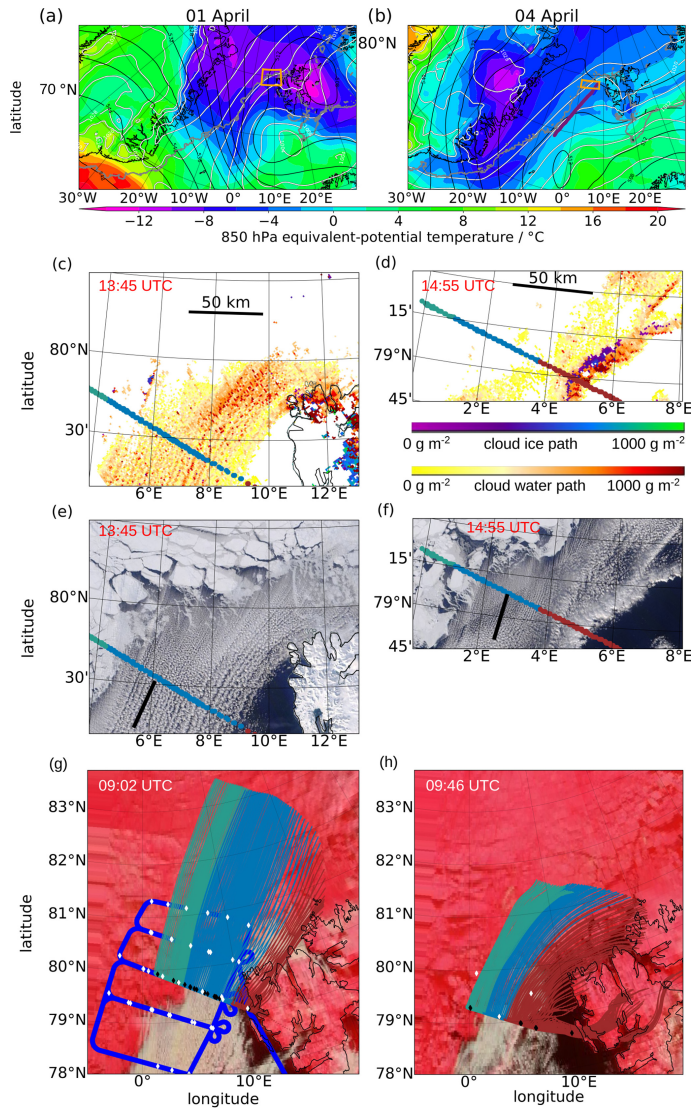 (a) 01 April
(b) 04 April
80°N
70 °N
latitude
30°W 20°W 10°W 0° 10°E 20°E
30°W 20°W 10°W 0° 10°E 20°E
−12 −8 −4 0 4 8 12 16 20
850 hPa equivalent-potential temperature / °C
(c)
13:45 UTC
50 km
80°N
30'
latitude
6°E 8°E 10°E 12°E
(d)
14:55 UTC
50 km
15'
79°N
45'
2°E 4°E 6°E 8°E
0 g m-2 cloud ice path 1000 g m-2
0 g m-2 cloud water path 1000 g m-2
(e)
13:45 UTC
80°N
30'
latitude
6°E 8°E 10°E 12°E
(f)
14:55 UTC
15'
79°N
45'
2°E 4°E 6°E 8°E
(g)
09:02 UTC
83°N
82°N
81°N
80°N
79°N
78°N
latitude
0° 10°E
longitude
(h)
09:46 UTC
83°N
82°N
81°N
80°N
79°N
78°N
0° 10°E
longitude